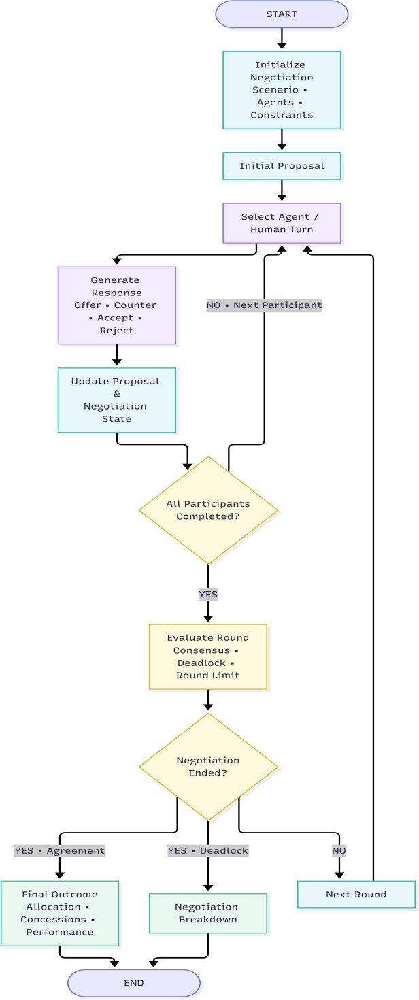 START
Initialize
Negotiation
Scenario ▪
Agents ▪
Constraints
Initial Proposal
Select Agent /
Human Turn
Generate
Response
Offer ▪ Counter
▪ Accept ▪
Reject
NO ▪ Next Participant
Update Proposal
&
Negotiation
State
All Participants
Completed?
YES
Evaluate Round
Consensus ▪
Deadlock ▪
Round Limit
Negotiation
Ended?
YES ▪ Agreement
YES ▪ Deadlock
NO
Final Outcome
Allocation ▪
Concessions ▪
Performance
Negotiation
Breakdown
Next Round
END